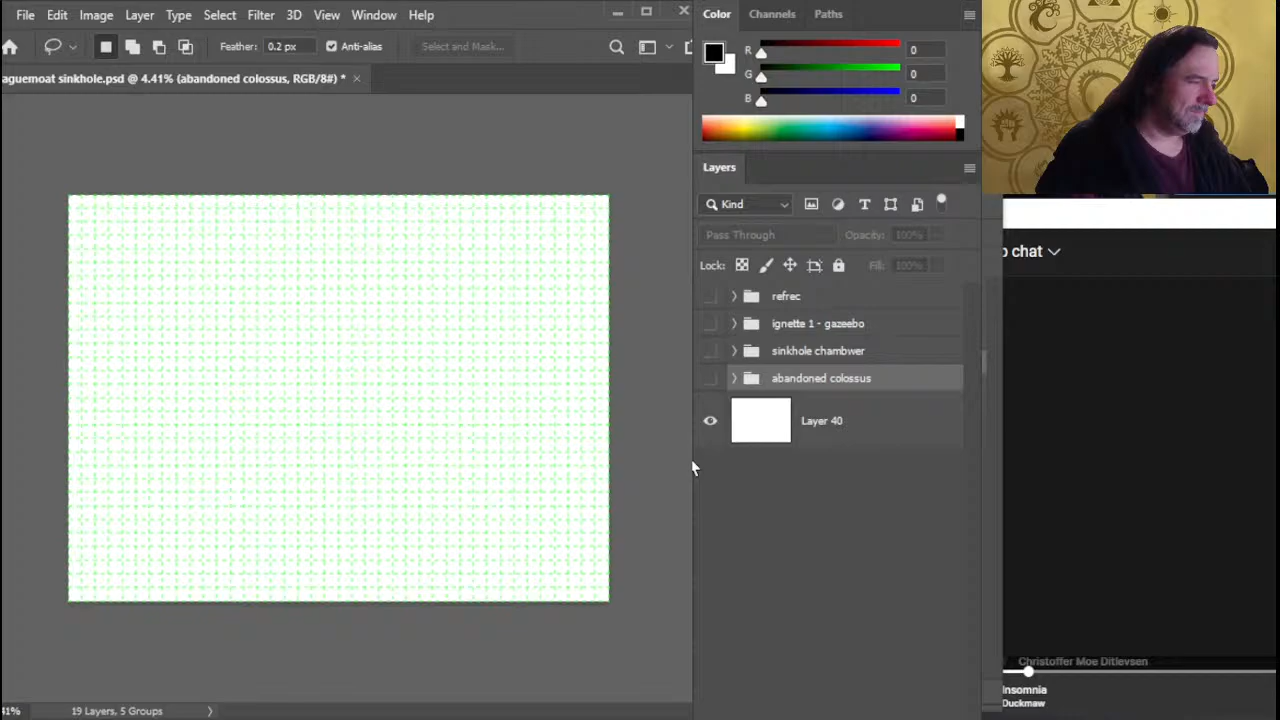 File Edit Image Layer Type Select Filter 3D View Window Help
Feather: 0.2 px Anti-alias Select and Mask...
aguemoat sinkhole.psd @ 4.41% (abandoned colossus, RGB/8#) * ×
Color Channels Paths
R 0
G 0
B 0
Layers
Kind
Pass Through Opacity: 100%
Lock: Fill: 100%
refrec
ignette 1 - gazeebo
sinkhole chambwer
abandoned colossus
Layer 40
p chat
Christoffer Moe Ditlevsen
Insomnia
Duckmaw
41% 19 Layers, 5 Groups